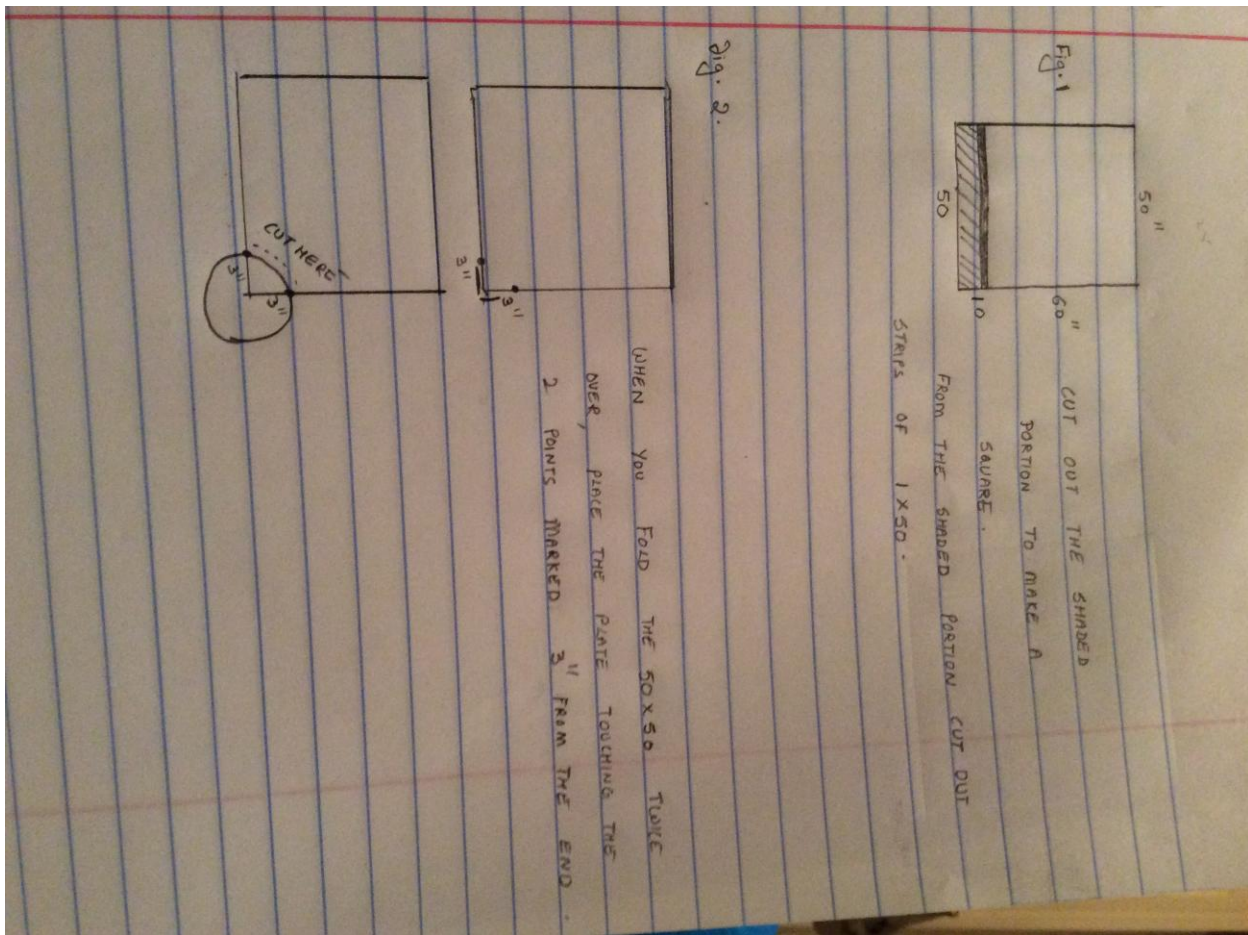 Fig.1
50"
60"
10
50
CUT OUT THE SHADED
PORTION TO MAKE A
SQUARE.
FROM THE SHADED PORTION CUT OUT
STRIPS OF 1 X 50.
Fig. 2.
3"
3"
WHEN YOU FOLD THE 50 X 50 TWICE
OVER, PLACE THE PLATE TOUCHING THE
2 POINTS MARKED 3" FROM THE END.
CUT HERE
3"
3"